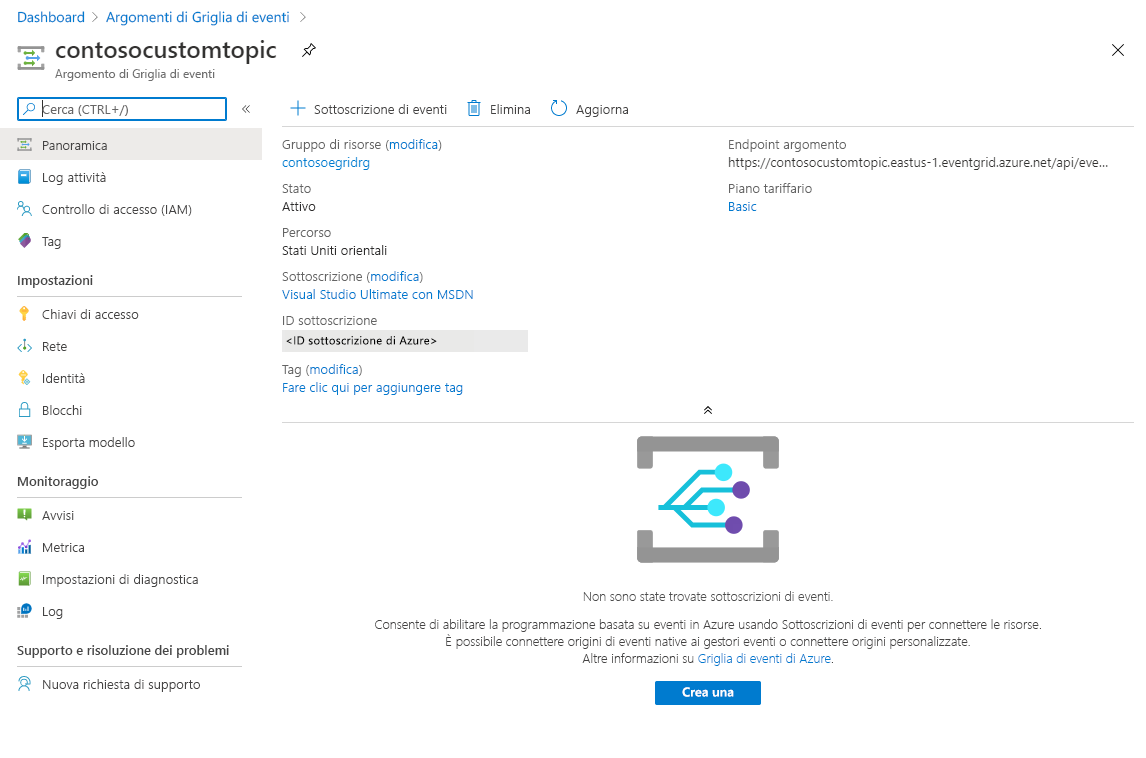 Dashboard > Argomenti di Griglia di eventi >
contosocustomtopic
Argomento di Griglia di eventi
Cerca (CTRL+/)
«
Panoramica
Log attività
Controllo di accesso (IAM)
Tag
Impostazioni
Chiavi di accesso
Rete
Identità
Blocchi
Esporta modello
Monitoraggio
Avvisi
Metrica
Impostazioni di diagnostica
Log
Supporto e risoluzione dei problemi
Nuova richiesta di supporto
Sottoscrizione di eventi Elimina Aggiorna
Gruppo di risorse (modifica)
contosoegridrg
Stato
Attivo
Percorso
Stati Uniti orientali
Sottoscrizione (modifica)
Visual Studio Ultimate con MSDN
ID sottoscrizione
<ID sottoscrizione di Azure>
Tag (modifica)
Fare clic qui per aggiungere tag
Endpoint argomento
https://contosocustomtopic.eastus-1.eventgrid.azure.net/api/eve...
Piano tariffario
Basic
Non sono state trovate sottoscrizioni di eventi.
Consente di abilitare la programmazione basata su eventi in Azure usando Sottoscrizioni di eventi per connettere le risorse.
È possibile connettere origini di eventi native ai gestori eventi o connettere origini personalizzate.
Altre informazioni su Griglia di eventi di Azure.
Crea una